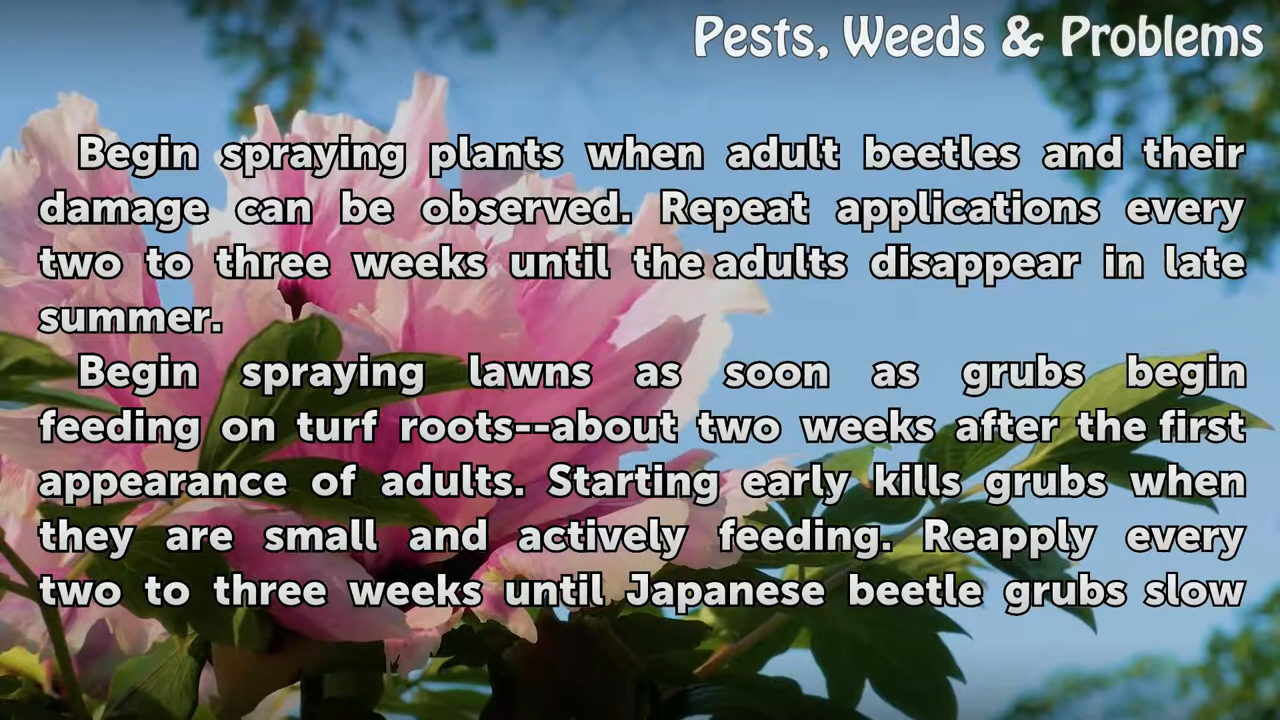 Pests, Weeds & Problems
Begin spraying plants when adult beetles and their
damage can be observed. Repeat applications every
two to three weeks until the adults disappear in late
summer.
Begin spraying lawns as soon as grubs begin
feeding on turf roots--about two weeks after the first
appearance of adults. Starting early kills grubs when
they are small and actively feeding. Reapply every
two to three weeks until Japanese beetle grubs slow